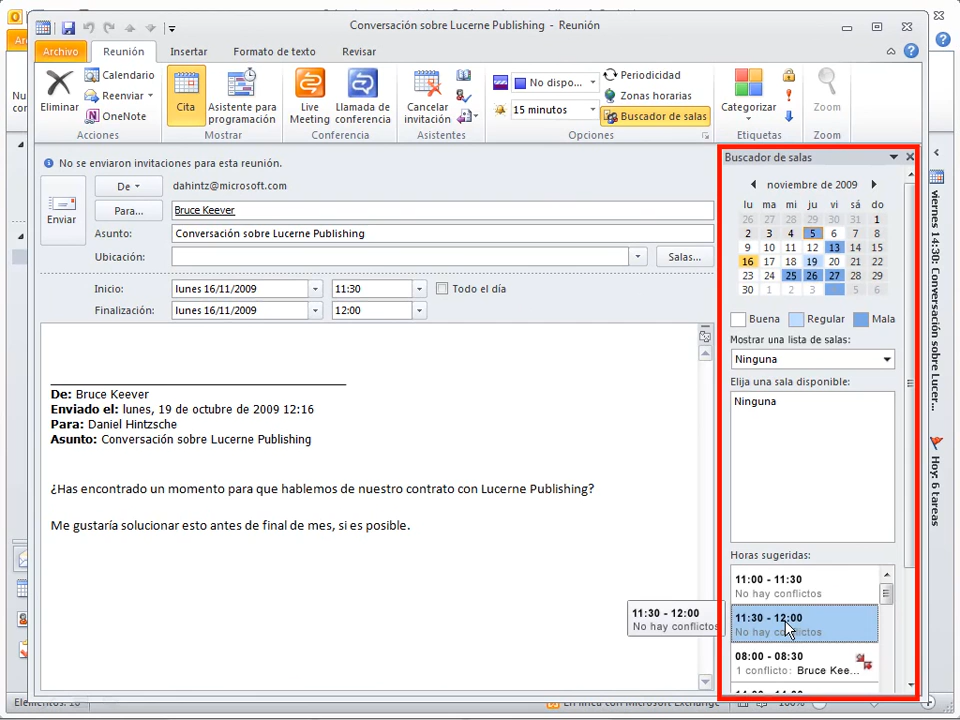 Conversación sobre Lucerne Publishing - Reunión
Archivo Reunión Insertar Formato de texto Revisar
Eliminar
Calendario
Reenviar
OneNote
Acciones
Cita
Asistente para programación
Mostrar
Live Meeting
Llamada de conferencia
Conferencia
Cancelar invitación
Asistentes
No dispo...
15 minutos
Periodicidad
Zonas horarias
Buscador de salas
Opciones
Categorizar
Etiquetas
Zoom
Zoom
No se enviaron invitaciones para esta reunión.
Enviar
De dahintz@microsoft.com
Para... Bruce Keever
Asunto: Conversación sobre Lucerne Publishing
Ubicación: Salas...
Inicio: lunes 16/11/2009 11:30 Todo el día
Finalización: lunes 16/11/2009 12:00
De: Bruce Keever
Enviado el: lunes, 19 de octubre de 2009 12:16
Para: Daniel Hintzsche
Asunto: Conversación sobre Lucerne Publishing
¿Has encontrado un momento para que hablemos de nuestro contrato con Lucerne Publishing?
Me gustaría solucionar esto antes de final de mes, si es posible.
Buscador de salas
noviembre de 2009
lu ma mi ju vi sá do
26 27 28 29 30 31 1
2 3 4 5 6 7 8
9 10 11 12 13 14 15
16 17 18 19 20 21 22
23 24 25 26 27 28 29
30 1 2 3 5 6
Buena Regular Mala
Mostrar una lista de salas:
Ninguna
Elija una sala disponible:
Ninguna
Horas sugeridas:
11:00 - 11:30
No hay conflictos
11:30 - 12:00
No hay conflictos
08:00 - 08:30
1 conflicto: Bruce Kee...
11:30 - 12:00
No hay conflictos
viernes 14:30: Conversación sobre Lucer...
Hoy: 6 tareas
En línea con Microsoft Exchange
100%